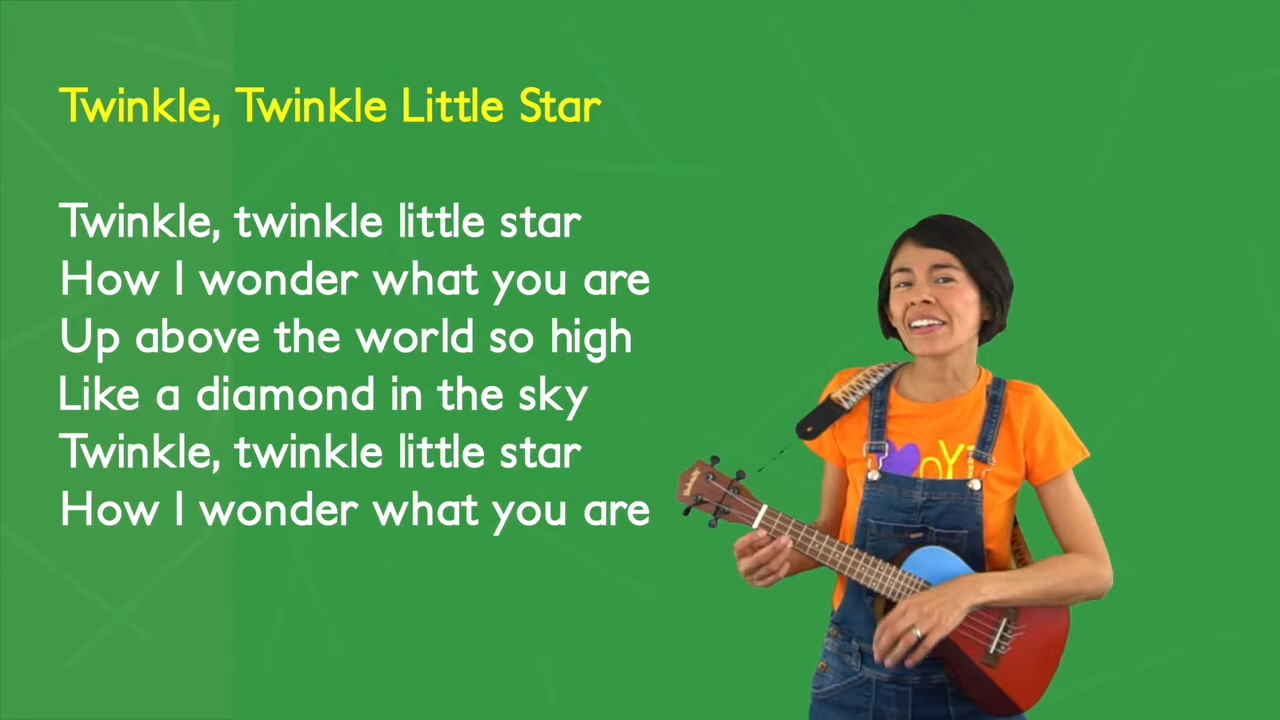 Twinkle, Twinkle Little Star
Twinkle, twinkle little star
How I wonder what you are
Up above the world so high
Like a diamond in the sky
Twinkle, twinkle little star
How I wonder what you are